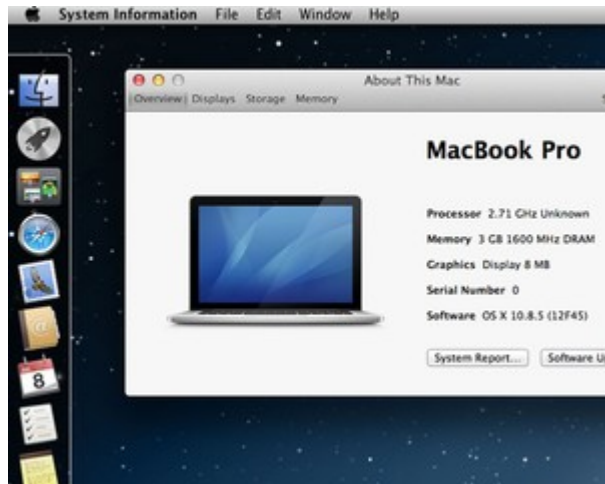 System Information File Edit Window Help
About This Mac
Overview Displays Storage Memory
MacBook Pro
Processor 2.71 GHz Unknown
Memory 3 GB 1600 MHz DRAM
Graphics Display 8 MB
Serial Number 0
Software OS X 10.8.5 (12F45)
System Report... Software U
8